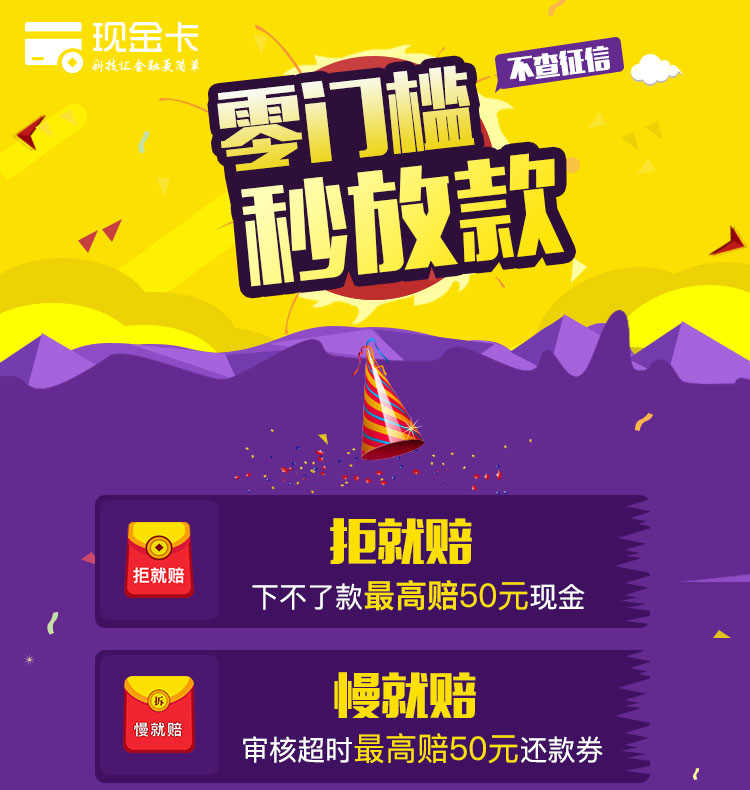 现金卡
科技让金融更简单
不查征信
零门槛
秒放款
拒就赔
拒就赔
下不了款最高赔50元现金
拆
慢就赔
慢就赔
审核超时最高赔50元还款券